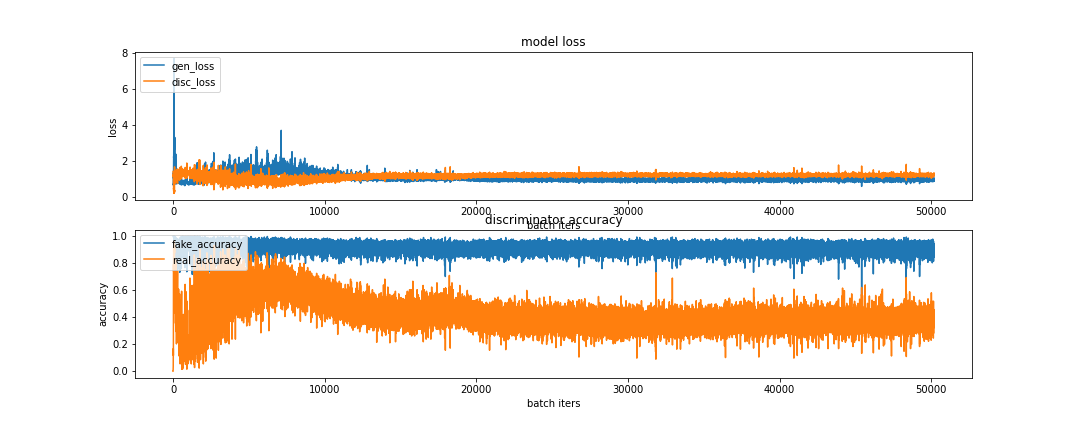 model loss
8
6
4
2
0
loss
gen_loss
disc_loss
0
10000
20000
30000
40000
50000
batch iters
discriminator accuracy
1.0
0.8
0.6
0.4
0.2
0.0
accuracy
fake_accuracy
real_accuracy
0
10000
20000
30000
40000
50000
batch iters